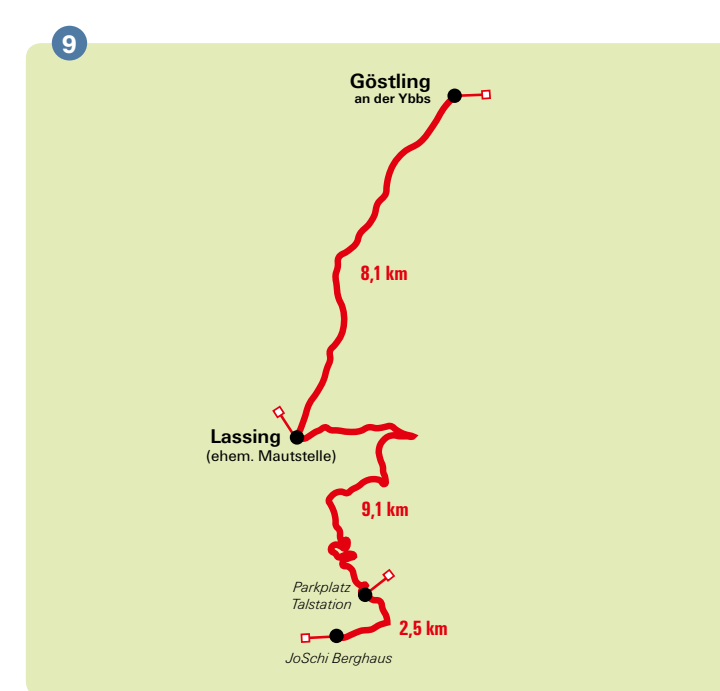 9
Göstling
an der Ybbs
8,1 km
Lassing
(ehem. Mautstelle)
9,1 km
Parkplatz
Talstation
2,5 km
JoSchi Berghaus